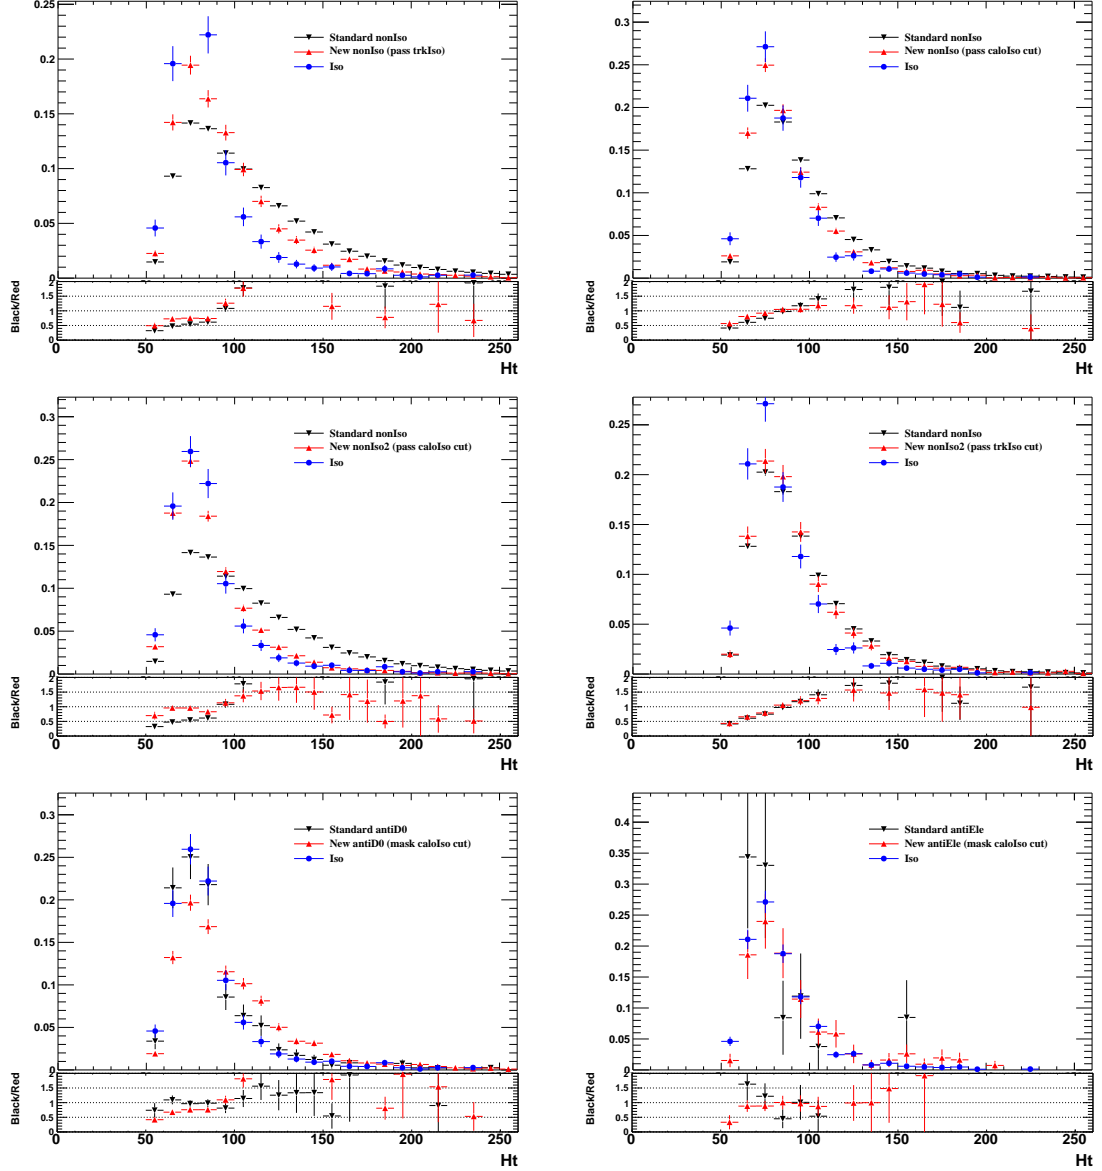 0.25
0.2
0.15
0.1
0.05
0
Standard nonIso
New nonIso (pass trkIso)
Iso
Black/Red
2
1.5
1
0.5
0
0 50 100 150 200 250
Ht
0.3
0.25
0.2
0.15
0.1
0.05
0
Standard nonIso
New nonIso (pass caloIso cut)
Iso
Black/Red
2
1.5
1
0.5
0
0 50 100 150 200 250
Ht
0.3
0.25
0.2
0.15
0.1
0.05
0
Standard nonIso
New nonIso2 (pass caloIso cut)
Iso
Black/Red
2
1.5
1
0.5
0
0 50 100 150 200 250
Ht
0.25
0.2
0.15
0.1
0.05
0
Standard nonIso
New nonIso2 (pass trkIso cut)
Iso
Black/Red
2
1.5
1
0.5
0
0 50 100 150 200 250
Ht
0.3
0.25
0.2
0.15
0.1
0.05
0
Standard antiD0
New antiD0 (mask caloIso cut)
Iso
Black/Red
2
1.5
1
0.5
0
0 50 100 150 200 250
Ht
0.4
0.35
0.3
0.25
0.2
0.15
0.1
0.05
0
Standard antiEle
New antiEle (mask caloIso cut)
Iso
Black/Red
2
1.5
1
0.5
0
0 50 100 150 200 250
Ht